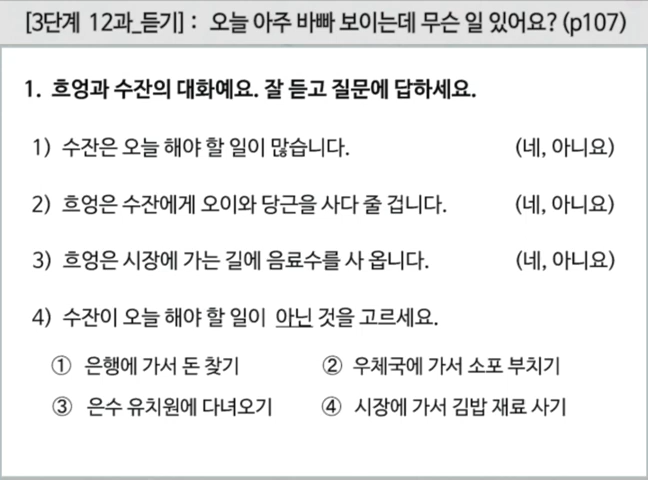 [3단계 12과_듣기] : 오늘 아주 바빠 보이는데 무슨 일 있어요? (p107)
1. 흐엉과 수잔의 대화예요. 잘 듣고 질문에 답하세요.
1) 수잔은 오늘 해야 할 일이 많습니다. (네, 아니요)
2) 흐엉은 수잔에게 오이와 당근을 사다 줄 겁니다. (네, 아니요)
3) 흐엉은 시장에 가는 길에 음료수를 사 옵니다. (네, 아니요)
4) 수잔이 오늘 해야 할 일이 아닌 것을 고르세요.
① 은행에 가서 돈 찾기 ② 우체국에 가서 소포 부치기
③ 은수 유치원에 다녀오기 ④ 시장에 가서 김밥 재료 사기